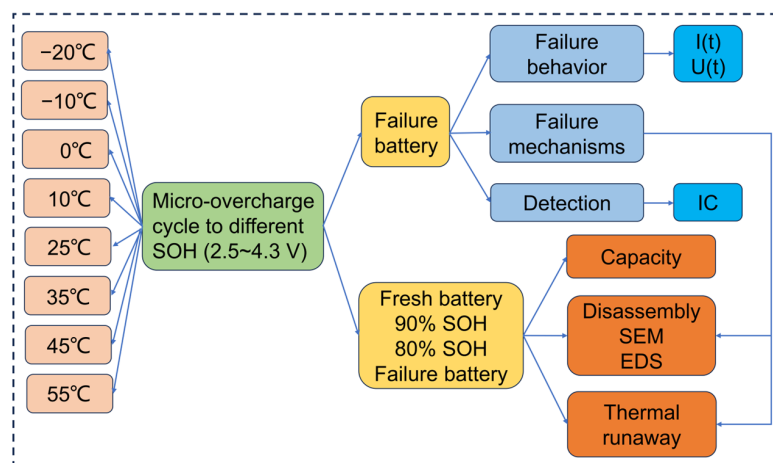 −20℃
−10℃
0℃
10℃
25℃
35℃
45℃
55℃
Micro-overcharge
cycle to different
SOH (2.5~4.3 V)
Failure
battery
Fresh battery
90% SOH
80% SOH
Failure battery
Failure
behavior
I(t)
U(t)
Failure
mechanisms
Detection
IC
Capacity
Disassembly
SEM
EDS
Thermal
runaway